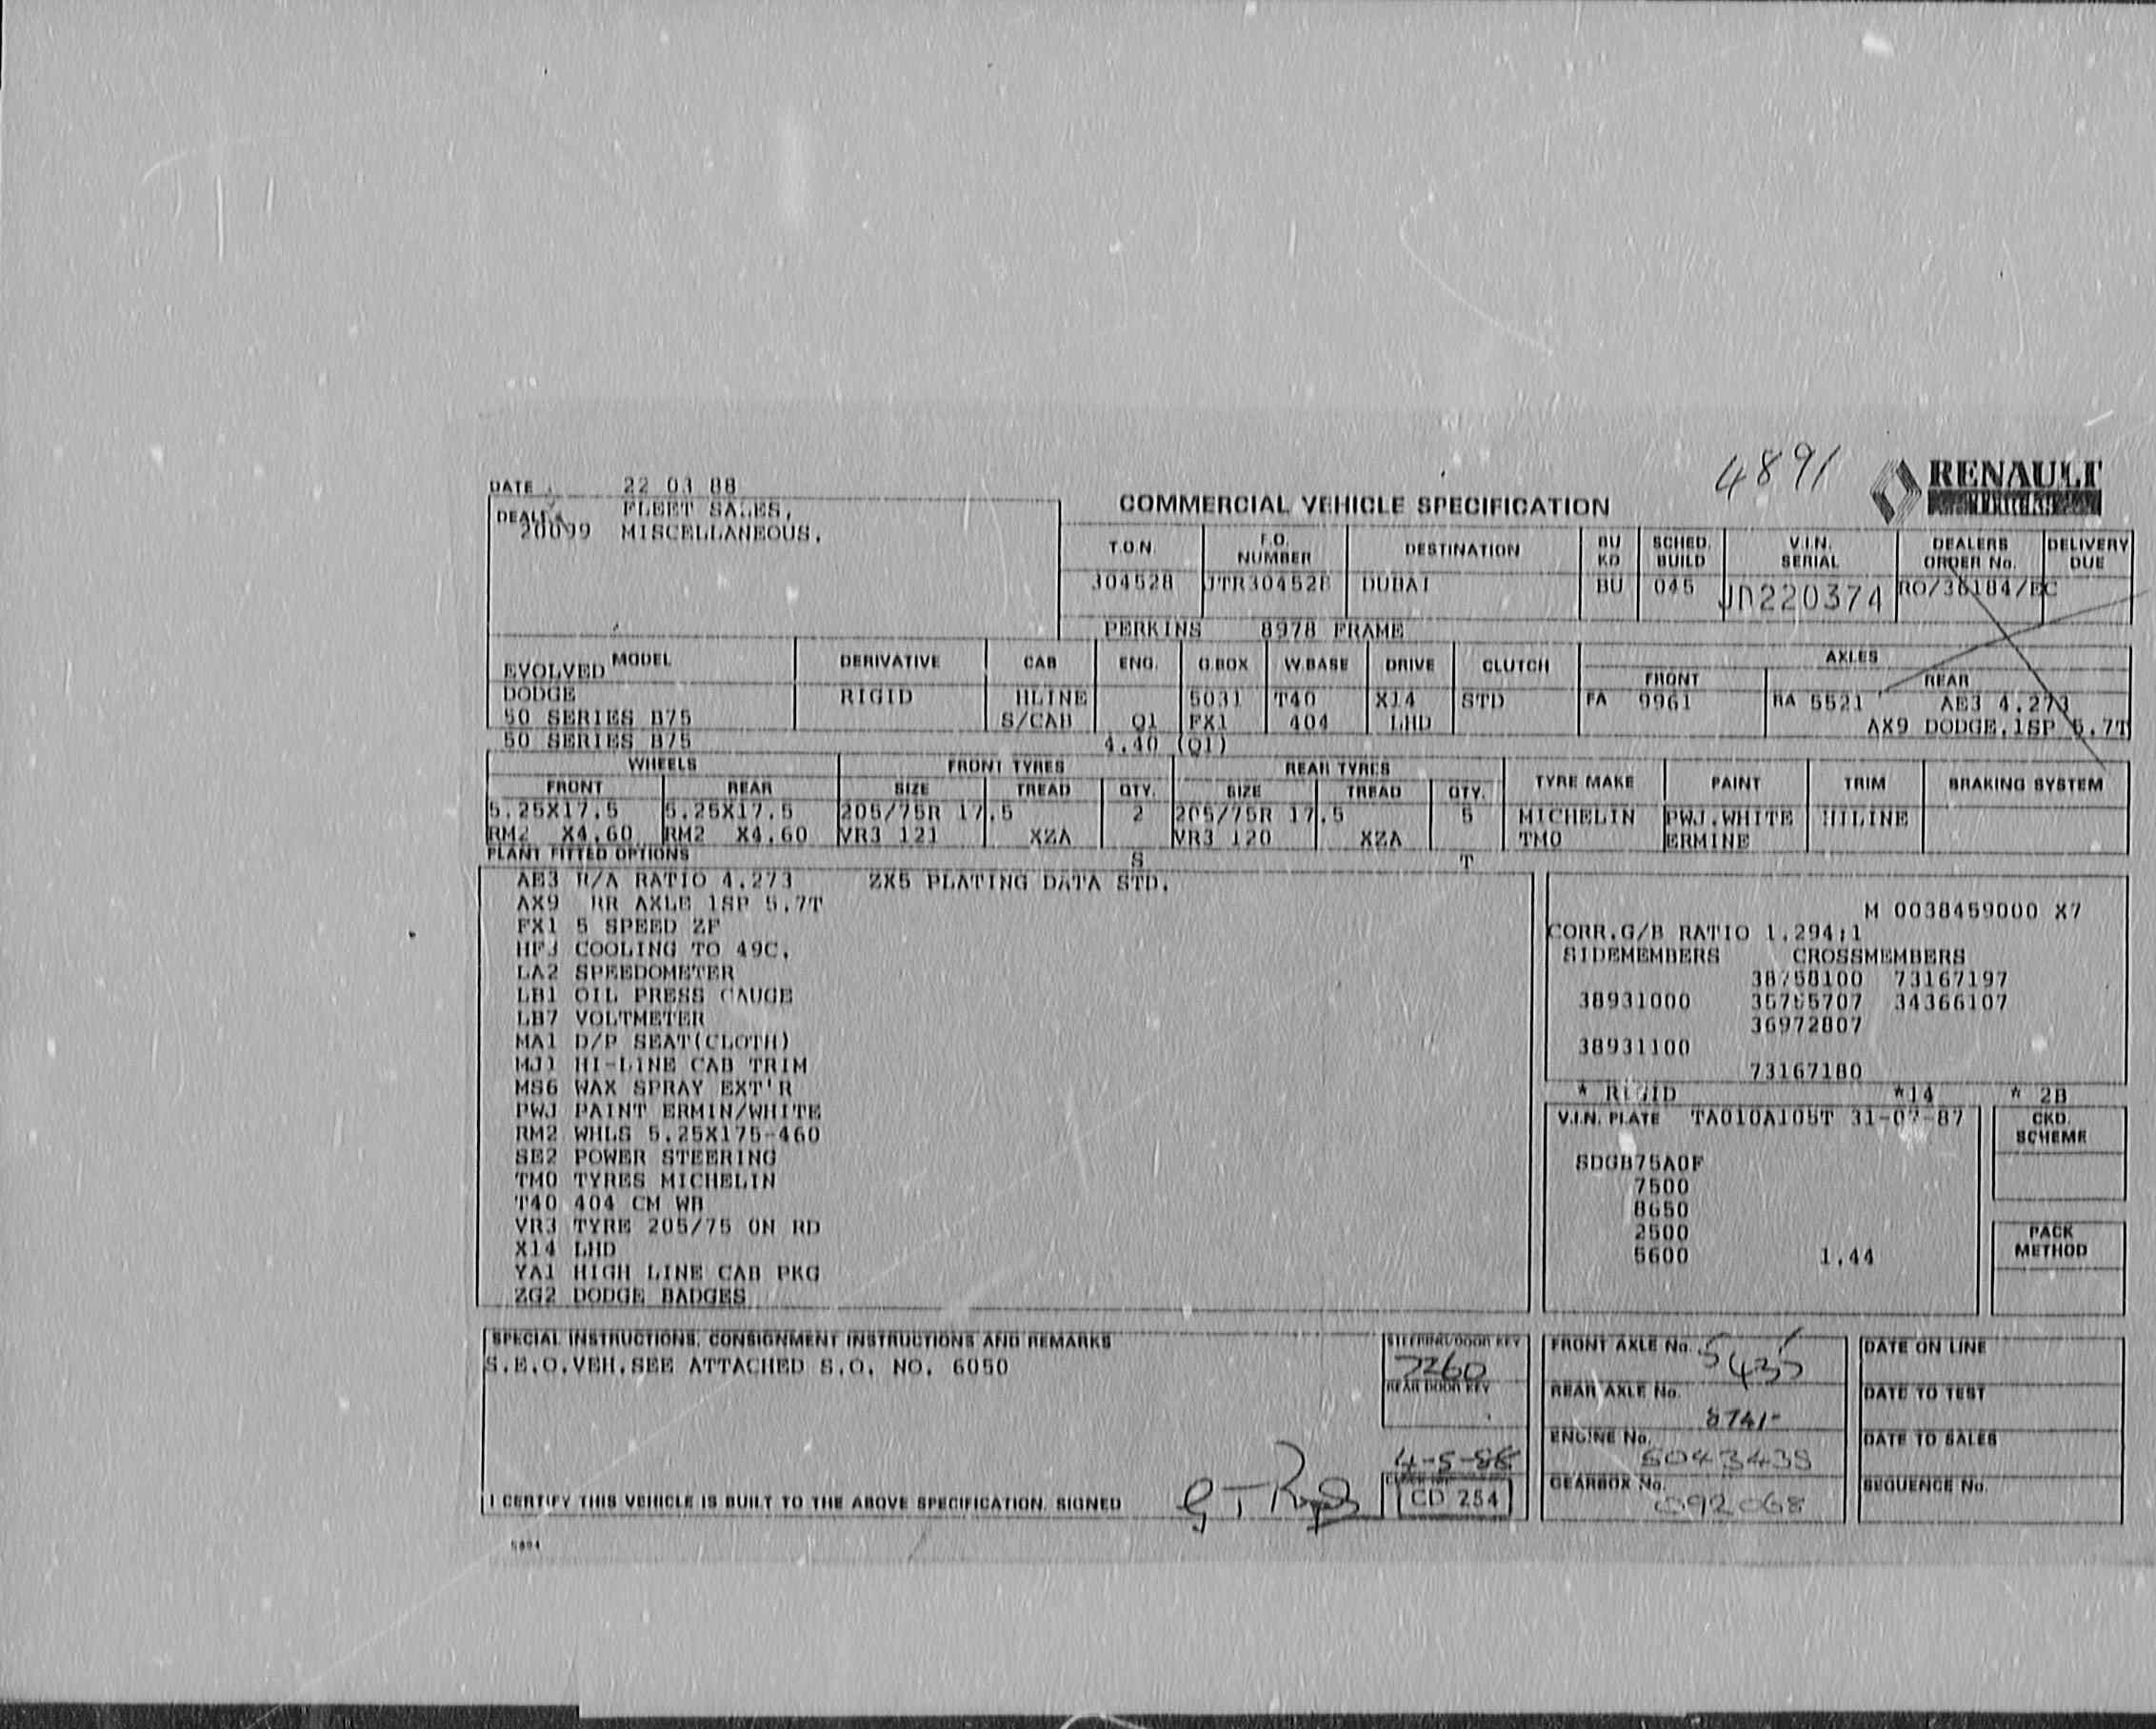 4891
RENAULT
DATE 22 03 88
DEALER FLEET SALES,
20099 MISCELLANEOUS.
COMMERCIAL VEHICLE SPECIFICATION
T.O.N. F.O. NUMBER DESTINATION BU KD SCHED. BUILD V.I.N. SERIAL DEALERS ORDER No. DELIVERY DUE
304528 JTR304528 DUBAI BU 045 JD220374 RO/36184/EC
PERKINS 8978 FRAME
MODEL DERIVATIVE CAB ENG. G.BOX W.BASE DRIVE CLUTCH AXLES
FRONT REAR
EVOLVED
DODGE RIGID HLINE 5031 T40 X14 STD FA 9961 RA 5521 AE3 4.273
50 SERIES B75 S/CAB Q1 FX1 404 LHD AX9 DODGE,1SP 5.7T
50 SERIES B75 4.40 (Q1)
WHEELS FRONT TYRES REAR TYRES TYRE MAKE PAINT TRIM BRAKING SYSTEM
FRONT REAR SIZE TREAD QTY. SIZE TREAD QTY.
5.25X17.5 5.25X17.5 205/75R 17.5 2 205/75R 17.5 5 MICHELIN PWJ.WHITE HILINE
RM2 X4.60 RM2 X4.60 VR3 121 XZA VR3 120 XZA TMO ERMINE
PLANT FITTED OPTIONS S T
AE3 R/A RATIO 4.273 ZX5 PLATING DATA STD.
AX9 RR AXLE 1SP 5.7T
FX1 5 SPEED ZF
HFJ COOLING TO 49C.
LA2 SPEEDOMETER
LB1 OIL PRESS GAUGE
LB7 VOLTMETER
MA1 D/P SEAT(CLOTH)
MJ1 HI-LINE CAB TRIM
MS6 WAX SPRAY EXT'R
PWJ PAINT ERMIN/WHITE
RM2 WHLS 5.25X175-460
SE2 POWER STEERING
TMO TYRES MICHELIN
T40 404 CM WB
VR3 TYRE 205/75 ON RD
X14 LHD
YA1 HIGH LINE CAB PKG
ZG2 DODGE BADGES
M 0038459000 X7
CORR.G/B RATIO 1.294:1
SIDEMEMBERS CROSSMEMBERS
38758100 73167197
38931000 35785707 34366107
36972807
38931100
73167180
* RIGID *14 * 2B
V.I.N. PLATE TA010A105T 31-07-87
CKD. SCHEME
SDGB75A0F
7500
8650
2500
5600 1.44
PACK METHOD
SPECIAL INSTRUCTIONS, CONSIGNMENT INSTRUCTIONS AND REMARKS
S.E.O.VEH.SEE ATTACHED S.O. NO. 6050
STEERING/DOOR KEY
7260
REAR DOOR KEY
4-5-88
CD 254
I CERTIFY THIS VEHICLE IS BUILT TO THE ABOVE SPECIFICATION. SIGNED
FRONT AXLE No. 5435
REAR AXLE No. 8741
ENGINE No. 5043438
GEARBOX No. 092068
DATE ON LINE
DATE TO TEST
DATE TO SALES
SEQUENCE No.